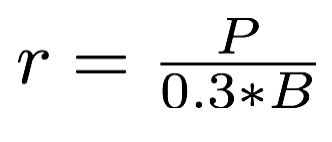 r = P / 0.3*B